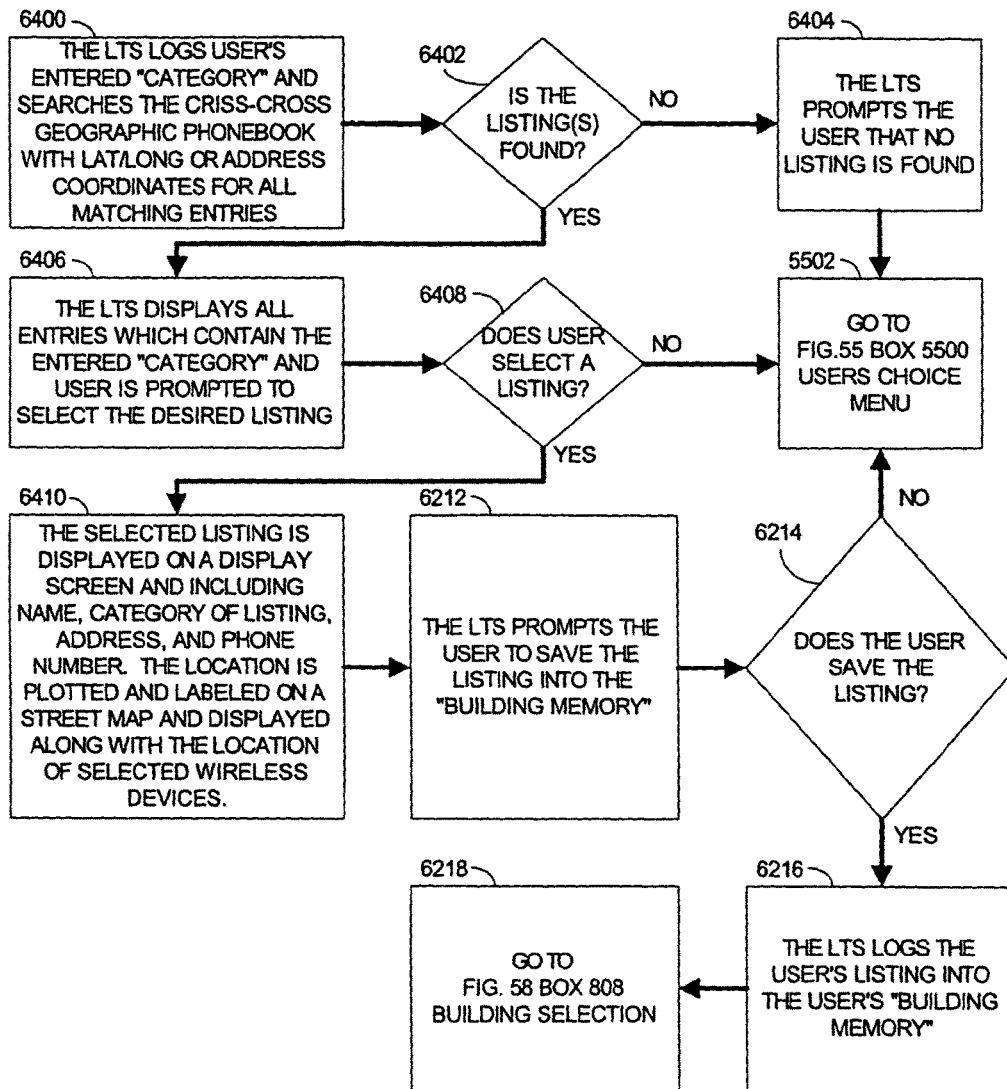 6400
THE LTS LOGS USER'S
ENTERED "CATEGORY" AND
SEARCHES THE CRISS-CROSS
GEOGRAPHIC PHONEBOOK
WITH LAT/LONG OR ADDRESS
COORDINATES FOR ALL
MATCHING ENTRIES
6402
IS THE
LISTING(S)
FOUND?
NO
YES
6404
THE LTS
PROMPTS THE
USER THAT NO
LISTING IS FOUND
6406
THE LTS DISPLAYS ALL
ENTRIES WHICH CONTAIN THE
ENTERED "CATEGORY" AND
USER IS PROMPTED TO
SELECT THE DESIRED LISTING
6408
DOES USER
SELECT A
LISTING?
NO
YES
5502
GO TO
FIG.55 BOX 5500
USERS CHOICE
MENU
6410
THE SELECTED LISTING IS
DISPLAYED ON A DISPLAY
SCREEN AND INCLUDING
NAME, CATEGORY OF LISTING,
ADDRESS, AND PHONE
NUMBER. THE LOCATION IS
PLOTTED AND LABELED ON A
STREET MAP AND DISPLAYED
ALONG WITH THE LOCATION
OF SELECTED WIRELESS
DEVICES.
6212
THE LTS PROMPTS THE
USER TO SAVE THE
LISTING INTO THE
"BUILDING MEMORY"
6214
DOES THE USER
SAVE THE
LISTING?
NO
YES
6218
GO TO
FIG. 58 BOX 808
BUILDING SELECTION
6216
THE LTS LOGS THE
USER'S LISTING INTO
THE USER'S "BUILDING
MEMORY"